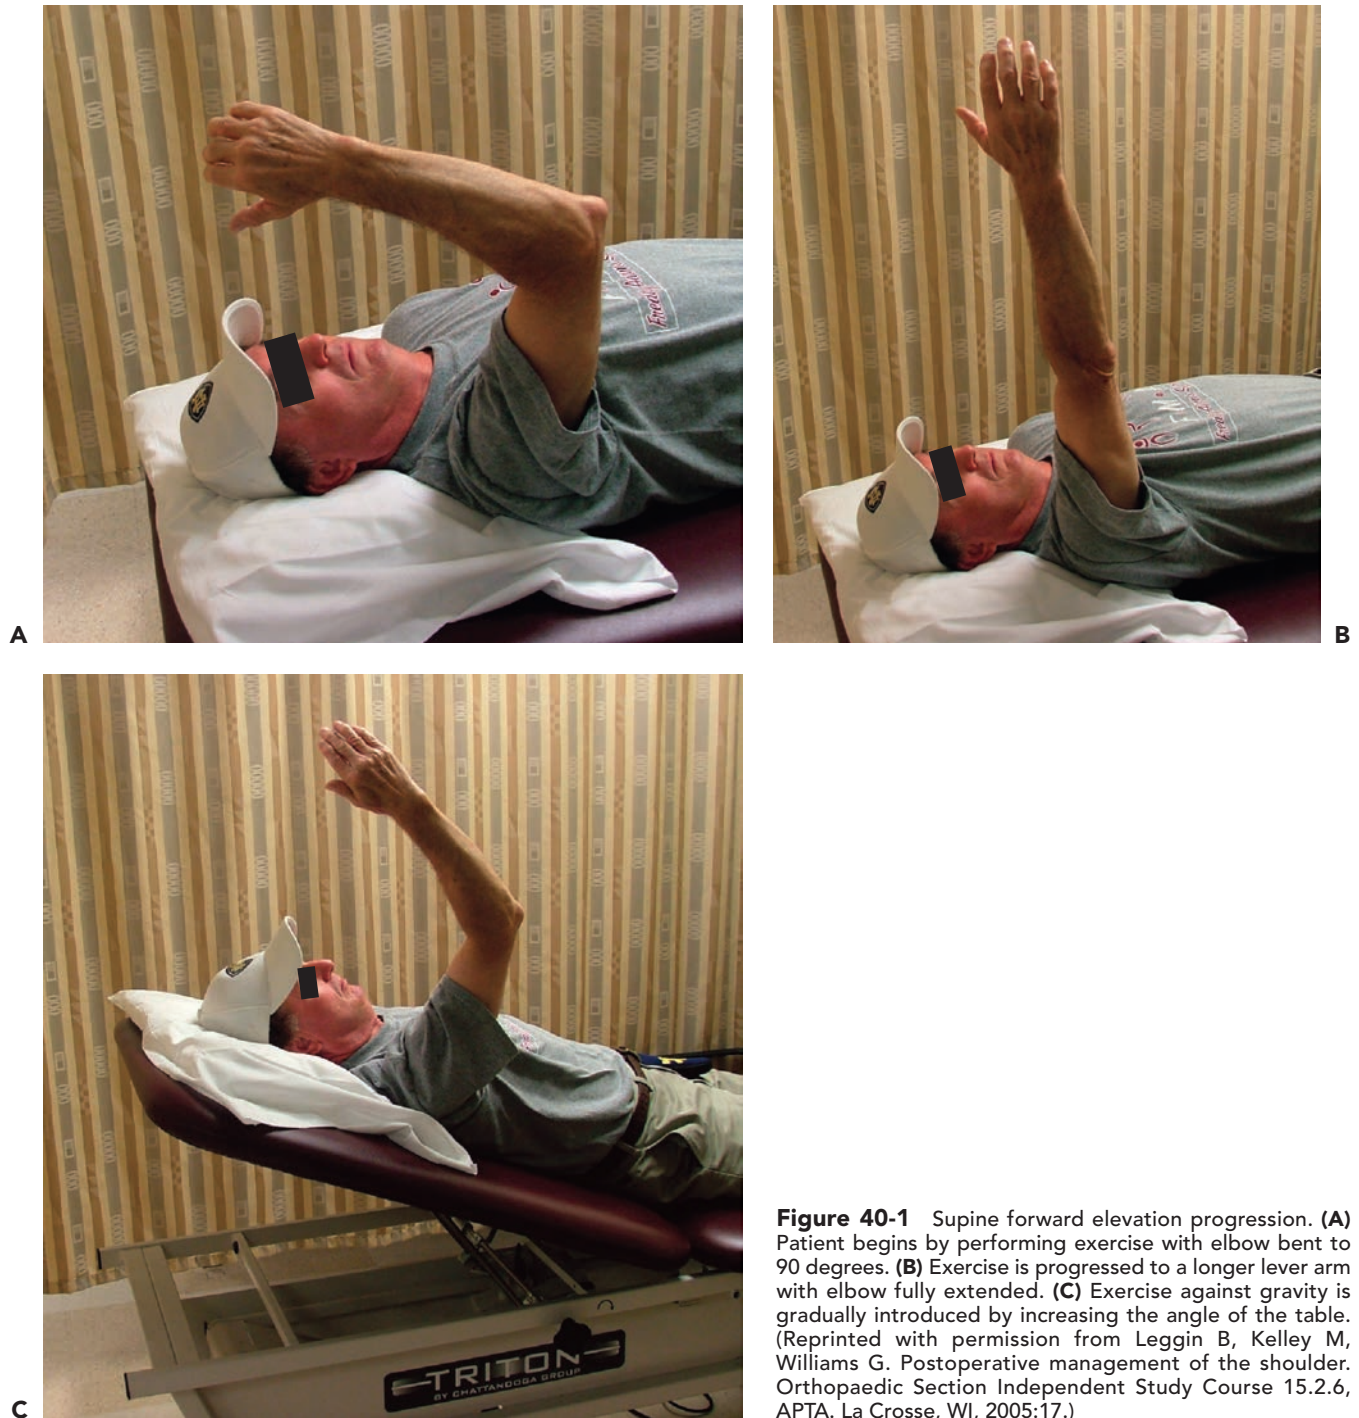 A
B
C
TRITON
BY CHATTANOOGA GROUP
Figure 40-1 Supine forward elevation progression. (A)
Patient begins by performing exercise with elbow bent to
90 degrees. (B) Exercise is progressed to a longer lever arm
with elbow fully extended. (C) Exercise against gravity is
gradually introduced by increasing the angle of the table.
(Reprinted with permission from Leggin B, Kelley M,
Williams G. Postoperative management of the shoulder.
Orthopaedic Section Independent Study Course 15.2.6,
APTA. La Crosse, WI, 2005:17.)